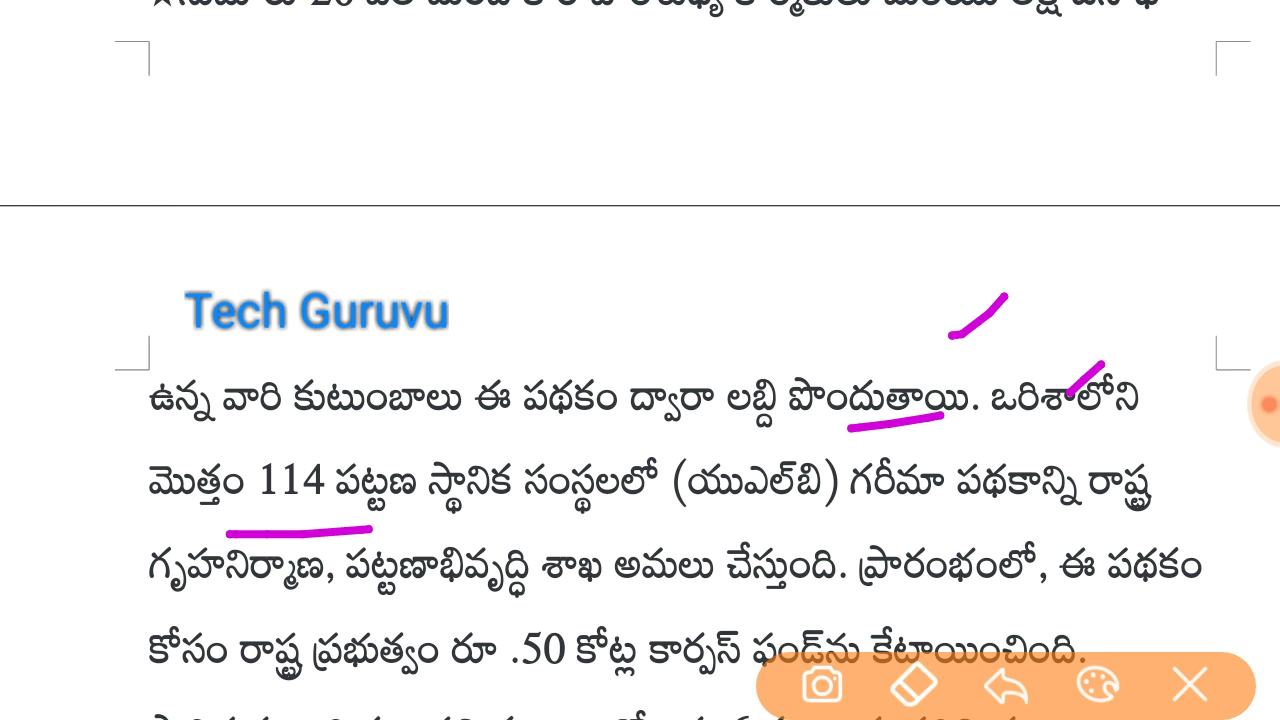 Tech Guruvu
ఉన్న వారి కుటుంబాలు ఈ పథకం ద్వారా లబ్ది పొందుతాయి. ఒరిశాలోని
మొత్తం 114 పట్టణ స్థానిక సంస్థలలో (యుఎల్‌బి) గరీమా పథకాన్ని రాష్ట్ర
గృహనిర్మాణ, పట్టణాభివృద్ధి శాఖ అమలు చేస్తుంది. ప్రారంభంలో, ఈ పథకం
కోసం రాష్ట్ర ప్రభుత్వం రూ .50 కోట్ల కార్పస్ ఫండ్‌ను కేటాయించింది.